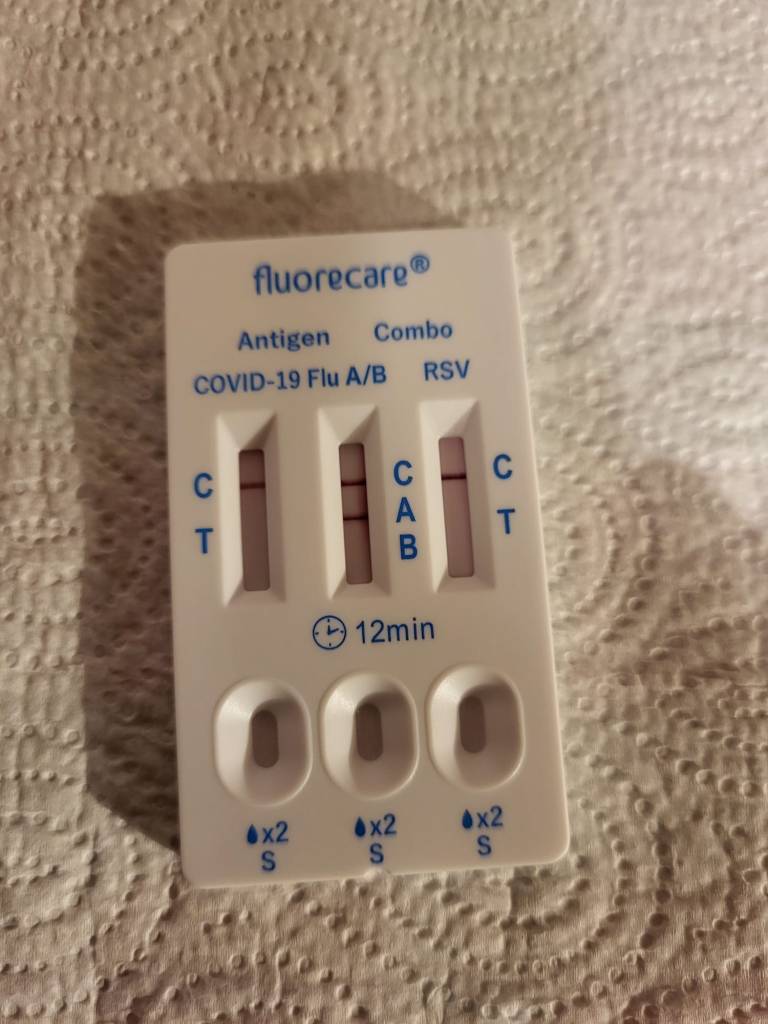 fluorecare®
Antigen Combo
COVID-19 Flu A/B RSV
C C C
A
T B T
12min
x2 x2 x2
S S S